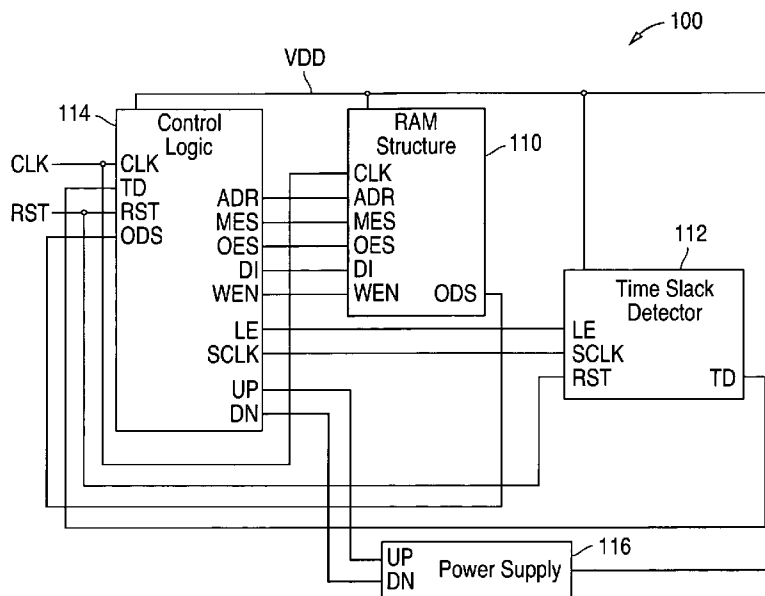 100
VDD
114
Control
Logic
RAM
Structure
110
CLK
CLK
TD
RST
RST
ODS
ADR
MES
OES
DI
WEN
LE
SCLK
UP
DN
CLK
ADR
MES
OES
DI
WEN
ODS
112
Time Slack
Detector
LE
SCLK
RST
TD
116
UP
DN
Power Supply